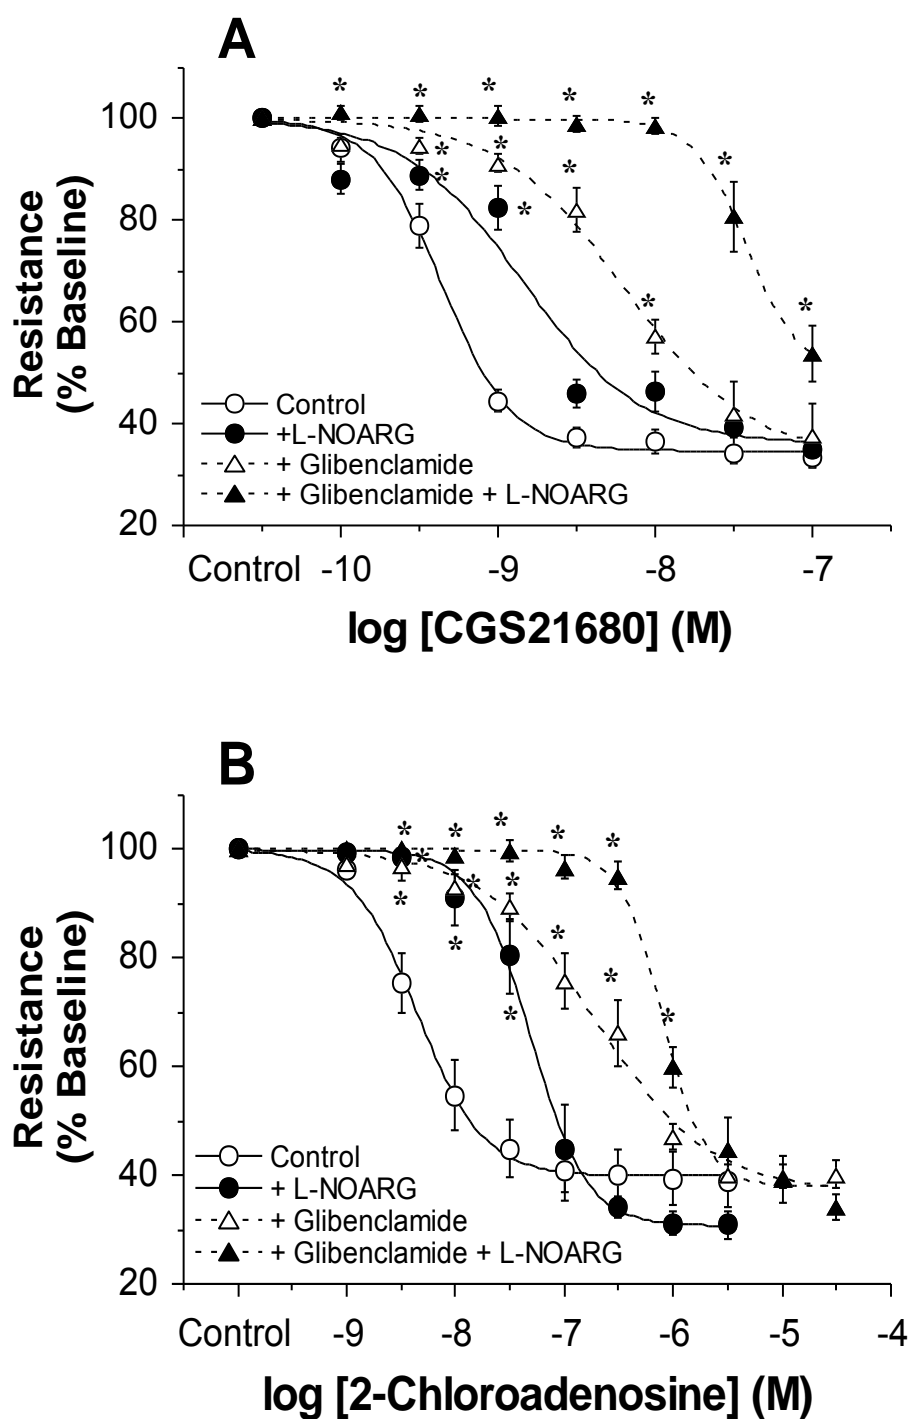 A
Resistance
(% Baseline)
100
80
60
40
20
Control
+L-NOARG
+ Glibenclamide
+ Glibenclamide + L-NOARG
* * * * * * * * * * * * * * *
Control -10 -9 -8 -7
log [CGS21680] (M)
B
Resistance
(% Baseline)
100
80
60
40
20
Control
+ L-NOARG
+ Glibenclamide
+ Glibenclamide + L-NOARG
* * * * * * * * * * * * * *
Control -9 -8 -7 -6 -5 -4
log [2-Chloroadenosine] (M)